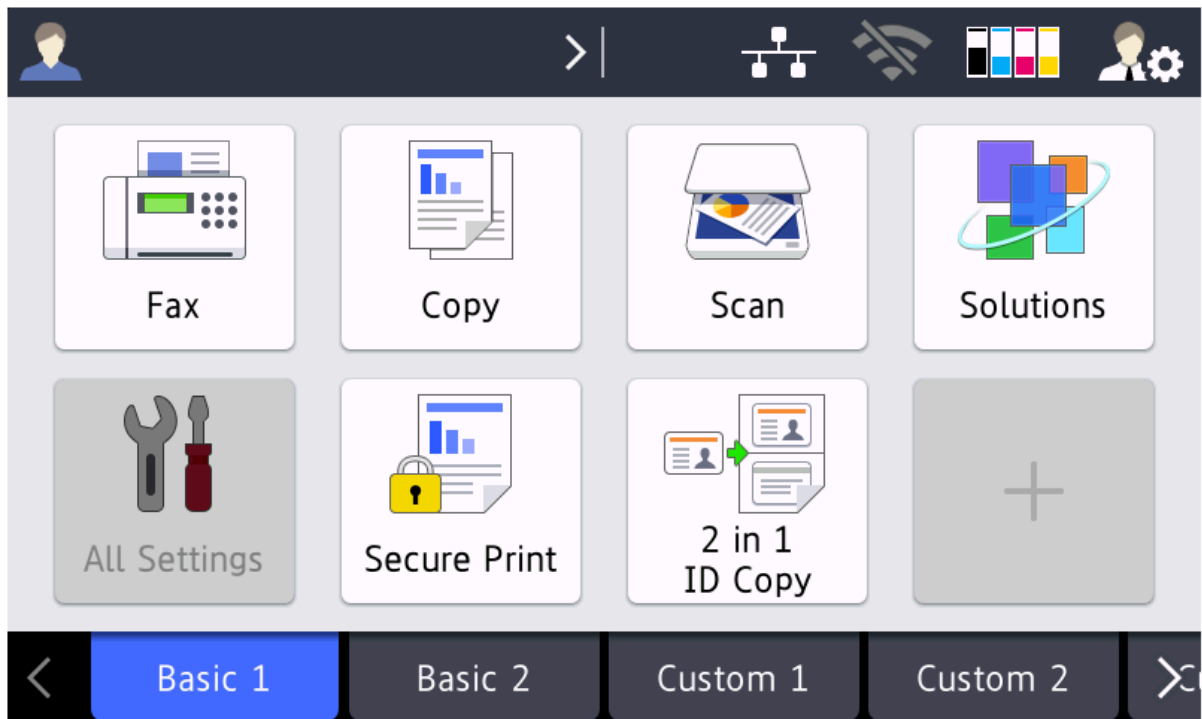 Fax
Copy
Scan
Solutions
All Settings
Secure Print
2 in 1
ID Copy
Basic 1
Basic 2
Custom 1
Custom 2